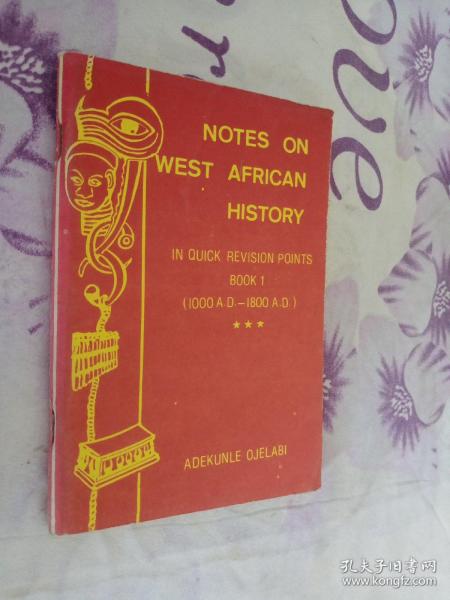 NOTES ON
WEST AFRICAN
HISTORY
IN QUICK REVISION POINTS
BOOK 1
(1000 A.D.–1800 A.D.)
★★★
ADEKUNLE OJELABI
ove
孔夫子旧书网
www.kongfz.com